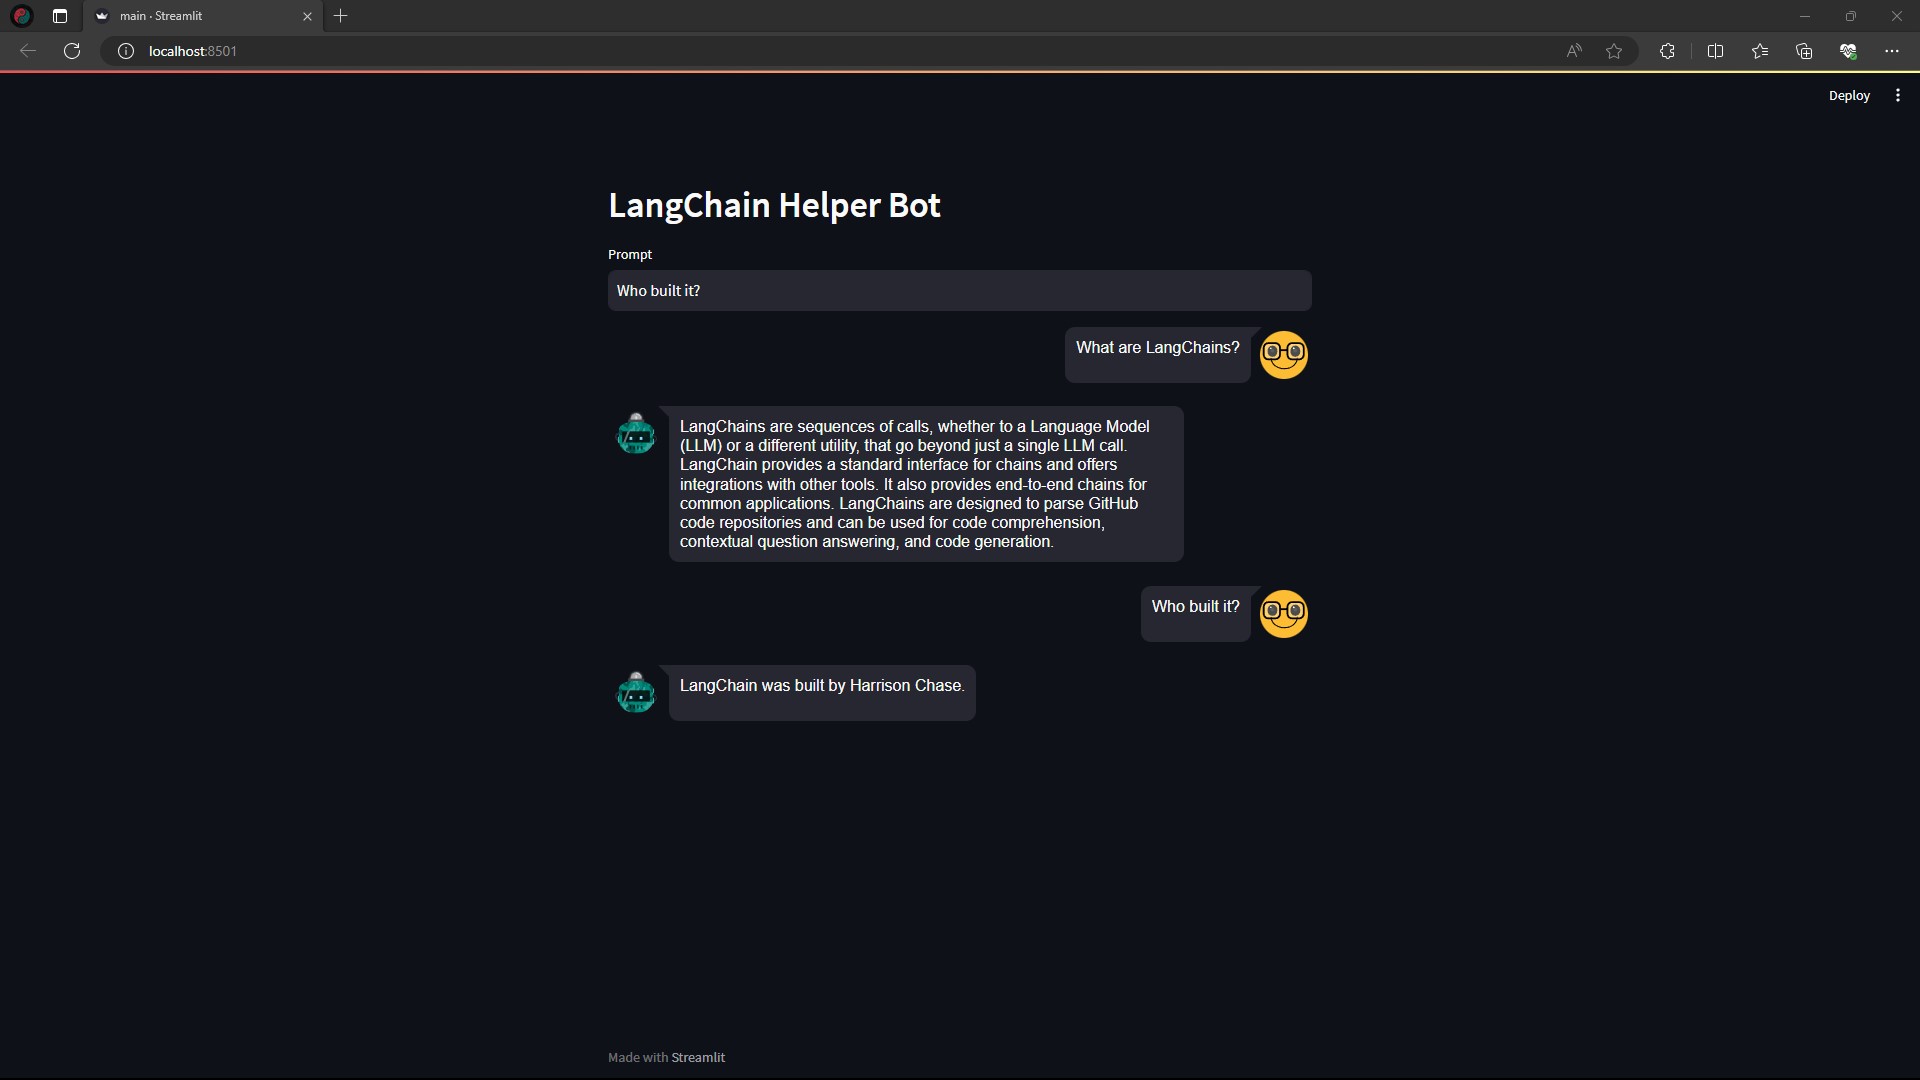 main · Streamlit
localhost:8501
Deploy
LangChain Helper Bot
Prompt
Who built it?
What are LangChains?
LangChains are sequences of calls, whether to a Language Model
(LLM) or a different utility, that go beyond just a single LLM call.
LangChain provides a standard interface for chains and offers
integrations with other tools. It also provides end-to-end chains for
common applications. LangChains are designed to parse GitHub
code repositories and can be used for code comprehension,
contextual question answering, and code generation.
Who built it?
LangChain was built by Harrison Chase.
Made with Streamlit